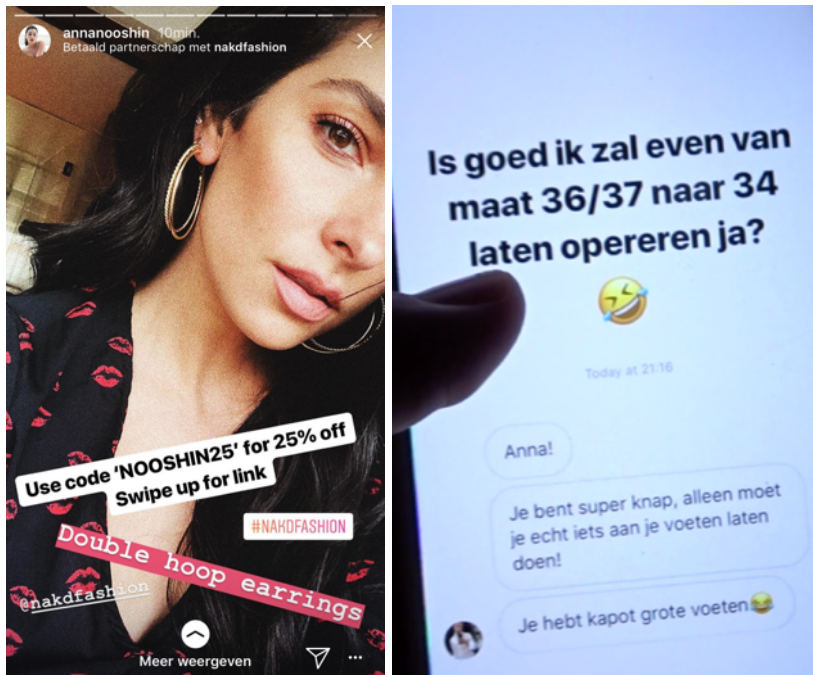 annanooshin 10min.
Betaald partnerschap met nakdfashion
Use code ‘NOOSHIN25’ for 25% off
Swipe up for link
#NAKDFASHION
Double hoop earrings
@nakdfashion
Meer weergeven
Is goed ik zal even van
maat 36/37 naar 34
laten opereren ja?
🤣
Today at 21:16
Anna!
Je bent super knap, alleen moet
je echt iets aan je voeten laten
doen!
Je hebt kapot grote voeten😂